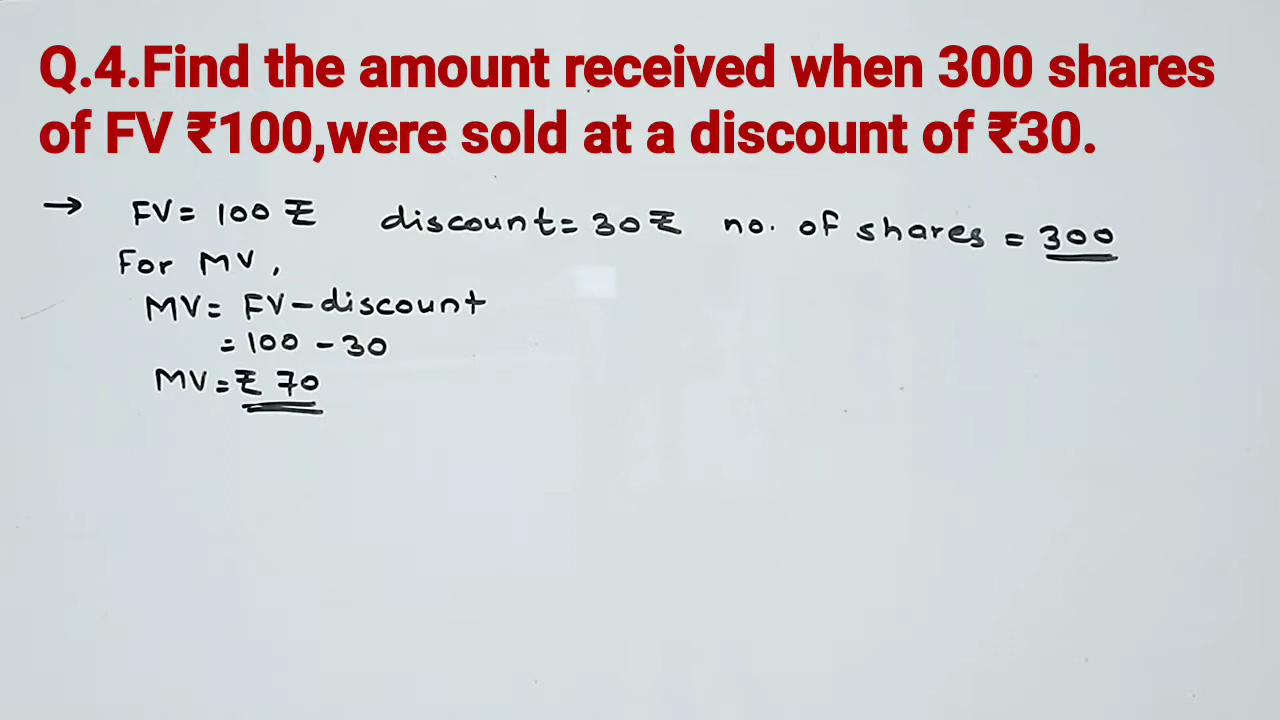 Q.4.Find the amount received when 300 shares
of FV ₹100,were sold at a discount of ₹30.
→ FV = 100 ₹ discount = 30 ₹ no. of shares = 300
For MV,
MV = FV - discount
= 100 - 30
MV = ₹ 70